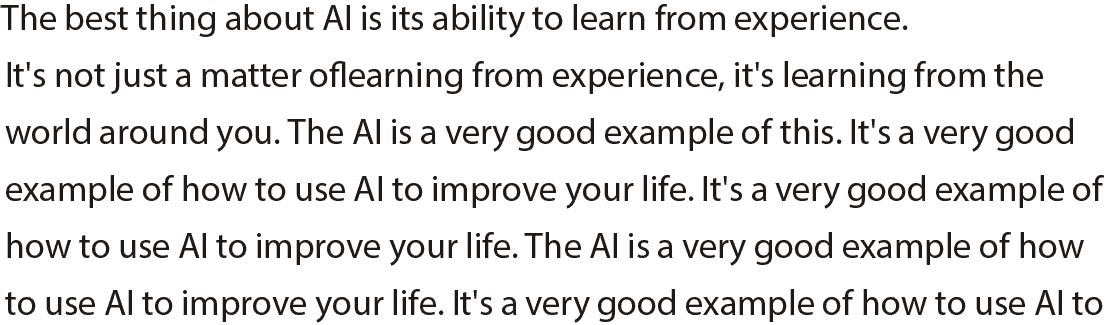 The best thing about AI is its ability to learn from experience.
It's not just a matter oflearning from experience, it's learning from the
world around you. The AI is a very good example of this. It's a very good
example of how to use AI to improve your life. It's a very good example of
how to use AI to improve your life. The AI is a very good example of how
to use AI to improve your life. It's a very good example of how to use AI to